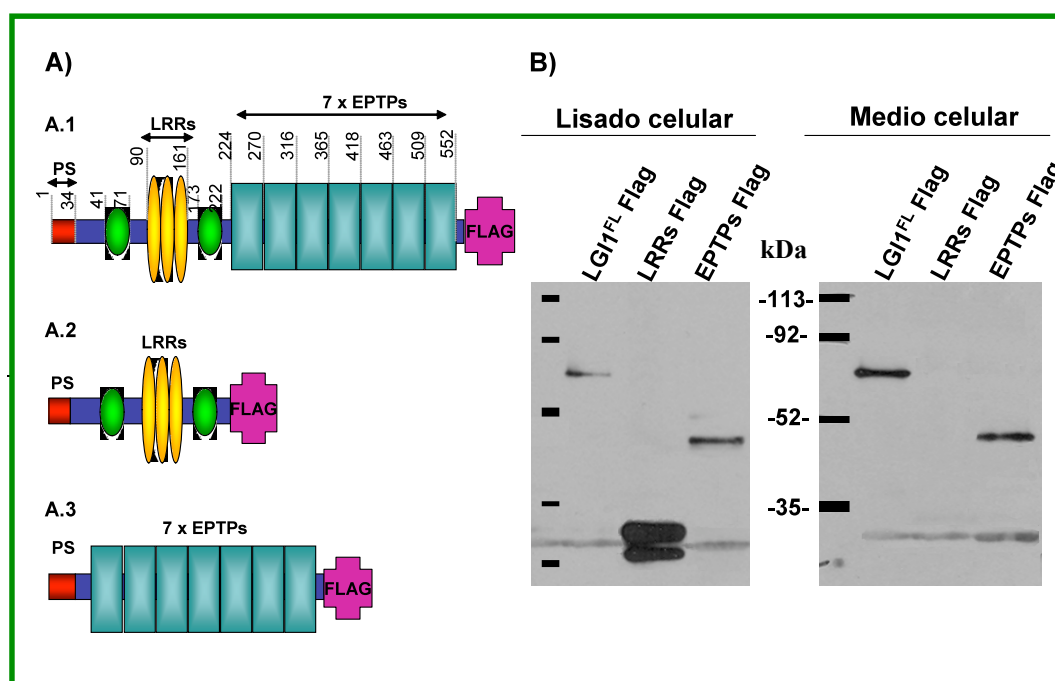 A)
A.1
7 x EPTPs
LRRs
PS
1
34
41
71
90
161
173
222
224
270
316
365
418
463
509
552
FLAG
A.2
LRRs
PS
FLAG
A.3
7 x EPTPs
PS
FLAG
B)
Lisado celular
Medio celular
LGI1FL Flag
LRRs Flag
EPTPs Flag
kDa
LGI1FL Flag
LRRs Flag
EPTPs Flag
-113-
-92-
-52-
-35-